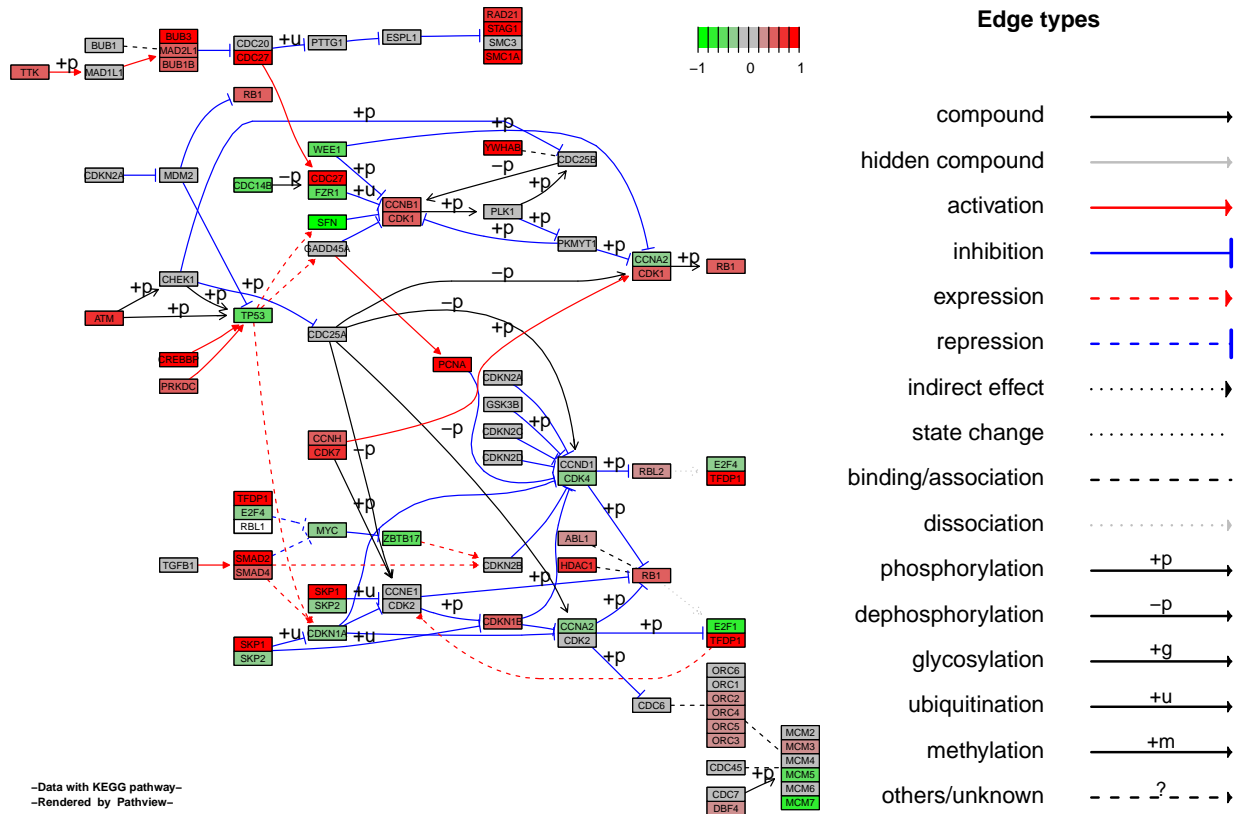 Edge types
−1 0 1
compound
hidden compound
activation
inhibition
expression
repression
indirect effect
state change
binding/association
dissociation
phosphorylation
+p
dephosphorylation
−p
glycosylation
+g
ubiquitination
+u
methylation
+m
others/unknown
?
BUB1
BUB3
MAD2L1
BUB1B
TTK
+p
MAD1L1
CDC20
CDC27
+u
PTTG1
ESPL1
RAD21
STAG1
SMC3
SMC1A
RB1
+p
+p
WEE1
YWHAB
CDC25B
CDKN2A
MDM2
CDC14B
−p
CDC27
FZR1
+p
+u
−p
+p
CCNB1
CDK1
+p
PLK1
+p
SFN
GADD45A
+p
PKMYT1
+p
CCNA2
CDK1
+p
RB1
CHEK1
+p
+p
+p
+p
ATM
TP53
−p
−p
CDC25A
+p
CREBBP
PRKDC
PCNA
CDKN2A
GSK3B
CDKN2C
CDKN2D
+p
−p
CCNH
CDK7
−p
CCND1
CDK4
+p
RBL2
E2F4
TFDP1
TFDP1
E2F4
RBL1
+p
MYC
ZBTB17
ABL1
TGFB1
SMAD2
SMAD4
CDKN2B
HDAC1
RB1
+p
SKP1
SKP2
+u
CCNE1
CDK2
+p
+p
CDKN1A
CDKN1B
CCNA2
CDK2
+p
E2F1
TFDP1
SKP1
SKP2
+u
+u
+p
CDC6
ORC6
ORC1
ORC2
ORC4
ORC5
ORC3
MCM2
MCM3
MCM4
MCM5
MCM6
MCM7
CDC45
+p
CDC7
DBF4
−Data with KEGG pathway−
−Rendered by Pathview−